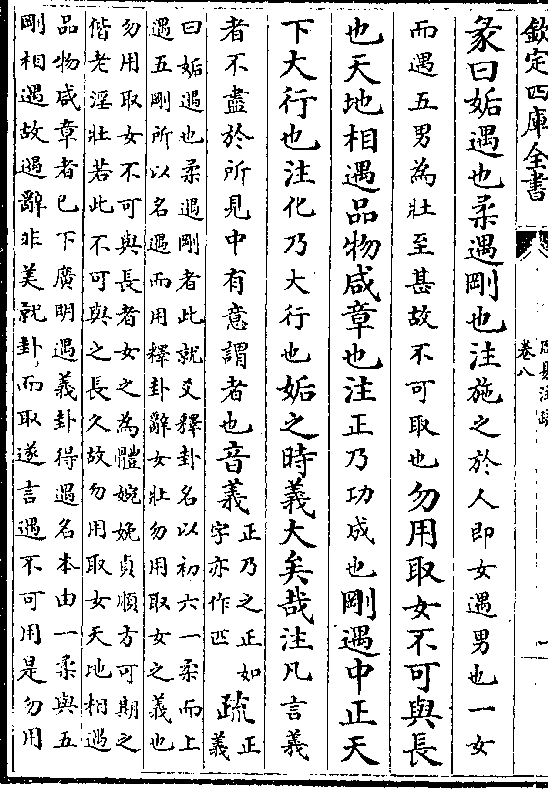 欽定四庫全書
卷八
彖曰姤遇也柔遇剛也注施之於人即女遇男也一女
而遇五男為壯至甚故不可取也勿用取女不可與長
也天地相遇品物咸章也注正乃功成也剛遇中正天
下大行也注化乃大行也姤之時義大矣哉注凡言義
者不盡於所見中有意謂者也音義正乃之正如
字亦作匹疏正
義
曰姤遇也柔遇剛者此就爻釋卦名以初六一柔而上
遇五剛所以名遇而用釋卦辭女壯勿用取女之義也
勿用取女不可與長者女之為體婉娩貞順方可期之
偕老淫壯若此不可與之長久故勿用取女天地相遇
品物咸章者已下廣明遇義卦得遇名本由一柔與五
剛相遇故遇辭非美就卦而取遂言遇不可用是勿用